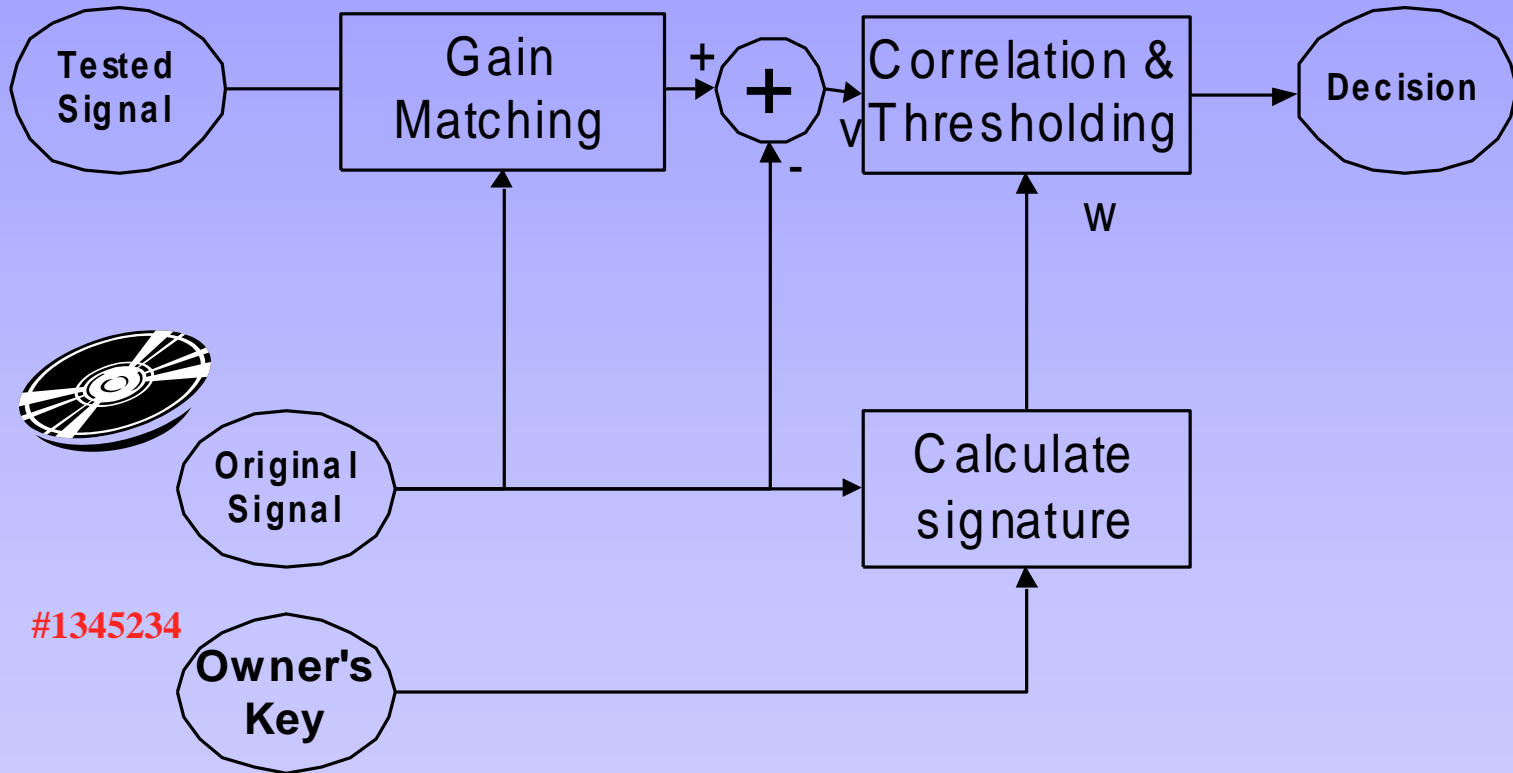 Tested
Signal
Gain
Matching
+
+
-
v
Correlation &
Thresholding
Decision
w
Original
Signal
Calculate
signature
#1345234
Owner's
Key